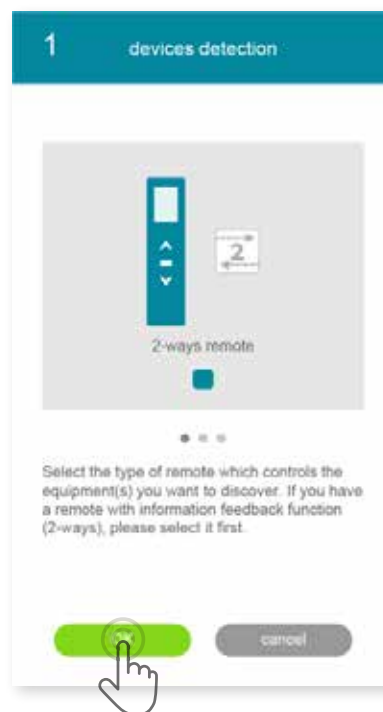 1 devices detection
2
2-ways remote
Select the type of remote which controls the
equipment(s) you want to discover. If you have
a remote with information feedback function
(2-ways), please select it first.
cancel